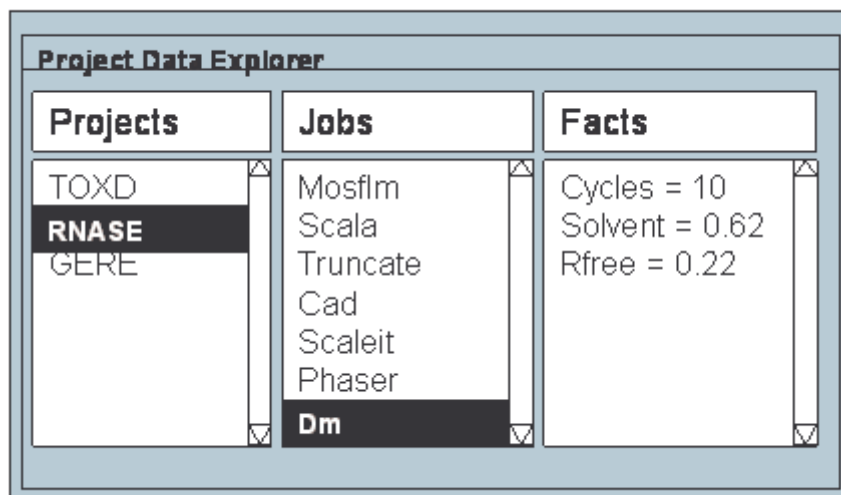 Project Data Explorer
Projects
Jobs
Facts
TOXD
RNASE
GERE
Mosflm
Scala
Truncate
Cad
Scaleit
Phaser
Dm
Cycles = 10
Solvent = 0.62
Rfree = 0.22